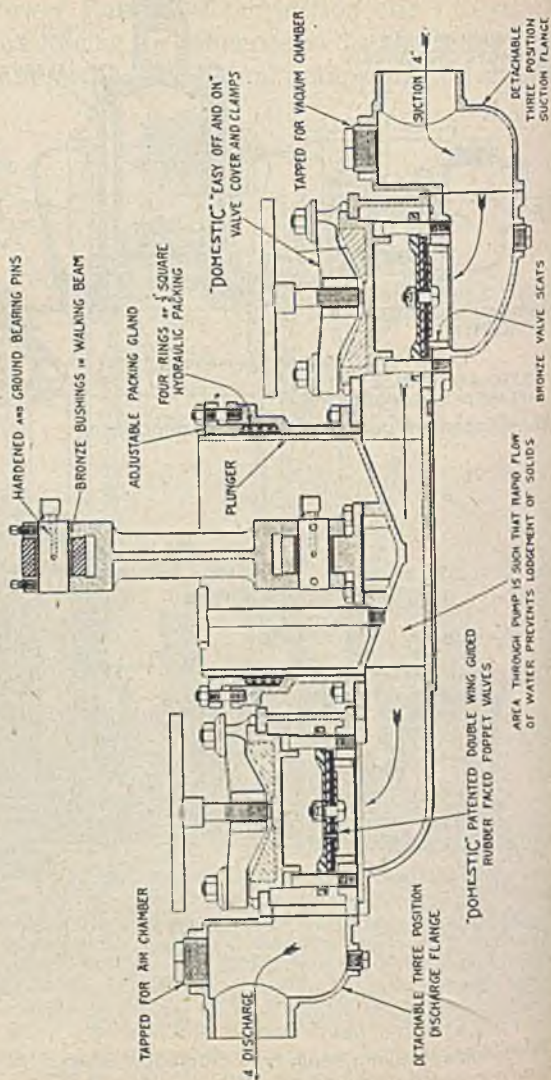 HARDENED AND GROUND BEARING PINS
BRONZE BUSHINGS IN WALKING BEAM
ADJUSTABLE PACKING GLAND
FOUR RINGS OF SQUARE
HYDRAULIC PACKING
PLUNGER
"DOMESTIC" "EASY OFF AND ON"
VALVE COVER AND CLAMPS
TAPPED FOR VACUUM CHAMBER
SUCTION 4"
DETACHABLE
THREE POSITION
SUCTION FLANGE
BRONZE VALVE SEATS
AREA THROUGH PUMP IS SUCH THAT RAPID FLOW
OF WATER PREVENTS LODGEMENT OF SOLIDS
"DOMESTIC" PATENTED DOUBLE WING GUIDED
RUBBER FACED POPPET VALVES
TAPPED FOR AIR CHAMBER
4 DISCHARGE
DETACHABLE THREE POSITION
DISCHARGE FLANGE